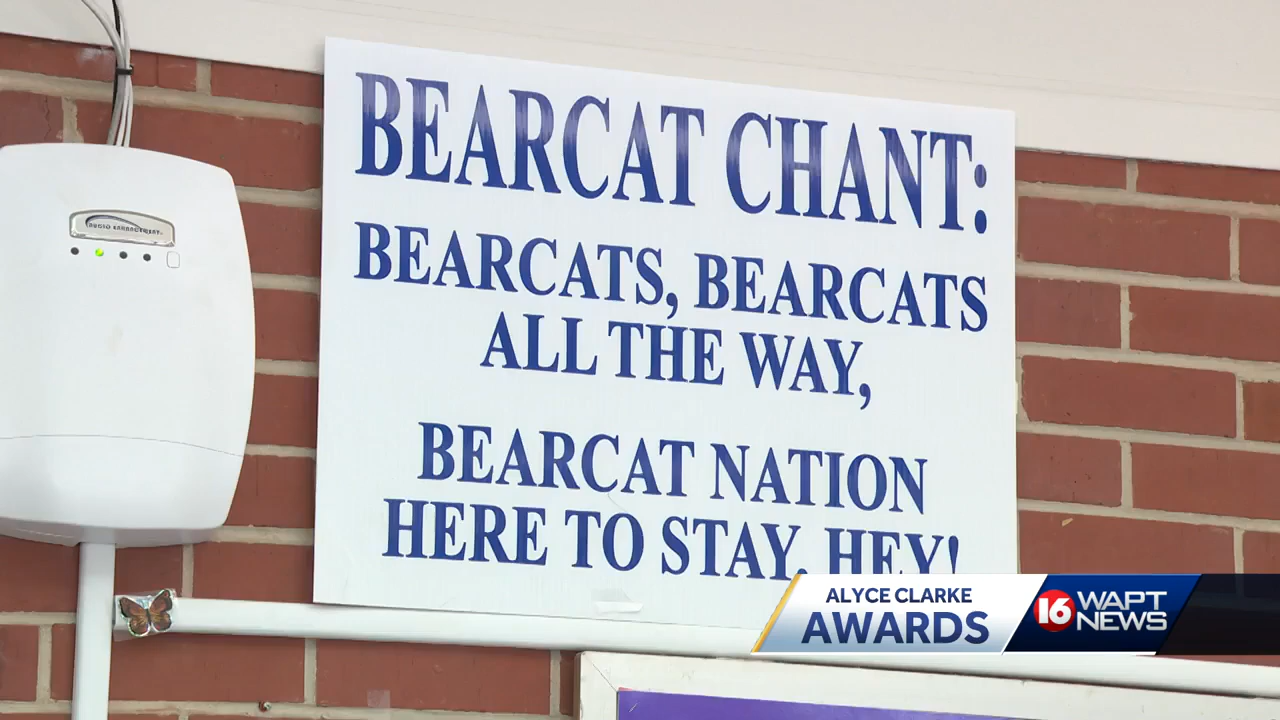 BEARCAT CHANT:
BEARCATS, BEARCATS
ALL THE WAY,
BEARCAT NATION
HERE TO STAY, HEY!
ALYCE CLARKE
AWARDS
16 WAPT
NEWS